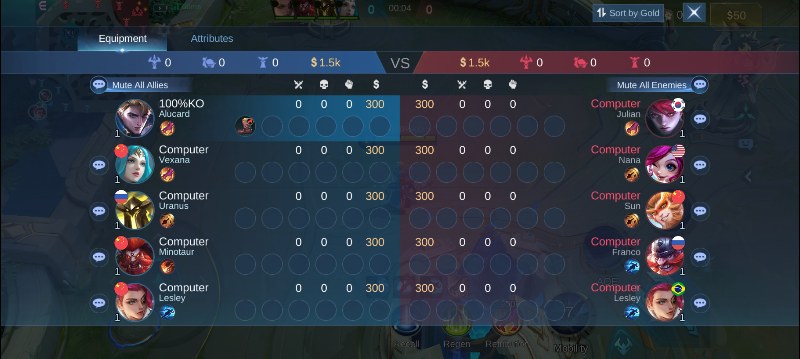 00:04
0
Sort by Gold
$50
Equipment Attributes
0 0 0 $ 1.5k VS $ 1.5k 0 0 0
Mute All Allies $ $ Mute All Enemies
100%KO 0 0 0 300 300 0 0 0 Computer
Alucard Julian
1 1
Computer 0 0 0 300 300 0 0 0 Computer
Vexana Nana
1 1
Computer 0 0 0 300 300 0 0 0 Computer
Uranus Sun
1 1
Computer 0 0 0 300 300 0 0 0 Computer
Minotaur Franco
1 1
Computer 0 0 0 300 300 0 0 0 Computer
Lesley Lesley
1 1
Regen
Mobility